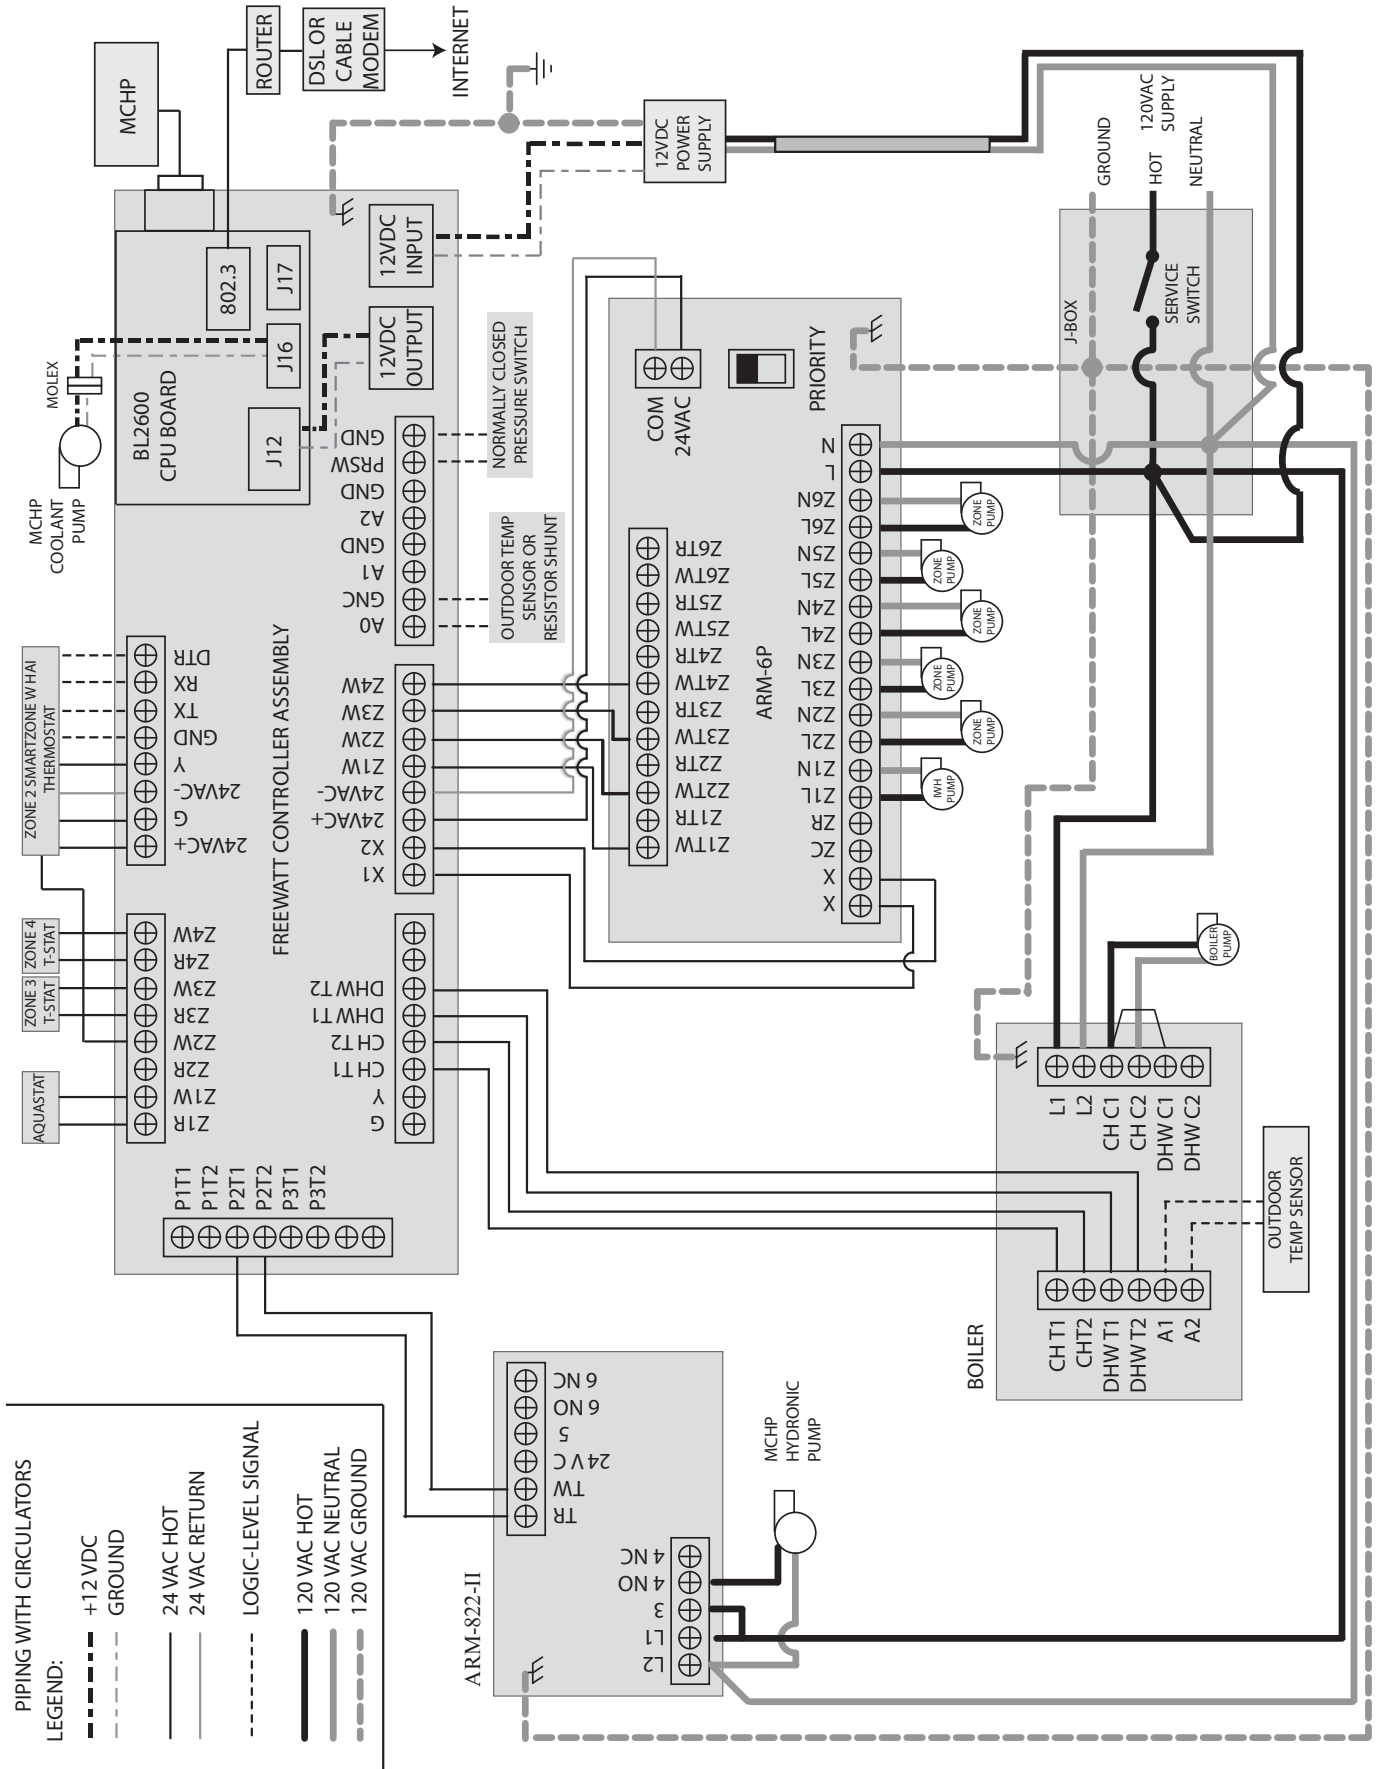 PIPING WITH CIRCULATORS
LEGEND:
+12 VDC
GROUND
24 VAC HOT
24 VAC RETURN
LOGIC-LEVEL SIGNAL
120 VAC HOT
120 VAC NEUTRAL
120 VAC GROUND
MCHP
ROUTER
DSL OR
CABLE
MODEM
INTERNET
MCHP
COOLANT
PUMP
MOLEX
BL2600
CPU BOARD
802.3
J17
J16
J12
12VDC
INPUT
12VDC
OUTPUT
12VDC
POWER
SUPPLY
FREEWATT CONTROLLER ASSEMBLY
ZONE 2 SMARTZONE W HAI
THERMOSTAT
DTR
RX
TX
GND
Y
24VAC-
G
24VAC+
ZONE 4
T-STAT
ZONE 3
T-STAT
AQUASTAT
Z4W
Z4R
Z3W
Z3R
Z2W
Z2R
Z1W
Z1R
P1T1
P1T2
P2T1
P2T2
P3T1
P3T2
GND
PRSW
GND
A2
GND
A1
GNC
A0
NORMALLY CLOSED
PRESSURE SWITCH
OUTDOOR TEMP
SENSOR OR
RESISTOR SHUNT
Z4W
Z3W
Z2W
Z1W
24VAC-
24VAC+
X2
X1
DHW T2
DHW T1
CH T2
CH T1
Y
G
COM
24VAC
PRIORITY
ARM-6P
Z6TR
Z6TW
Z5TR
Z5TW
Z4TR
Z4TW
Z3TR
Z3TW
Z2TR
Z2TW
Z1TR
Z1TW
N
L
Z6N
Z6L
Z5N
Z5L
Z4N
Z4L
Z3N
Z3L
Z2N
Z2L
Z1N
Z1L
ZR
ZC
X
X
ZONE
PUMP
ZONE
PUMP
ZONE
PUMP
ZONE
PUMP
ZONE
PUMP
IWH
PUMP
GROUND
HOT
120VAC
SUPPLY
NEUTRAL
J-BOX
SERVICE
SWITCH
BOILER
PUMP
BOILER
L1
L2
CH C1
CH C2
DHW C1
DHW C2
CH T1
CHT2
DHW T1
DHW T2
A1
A2
OUTDOOR
TEMP SENSOR
ARM-822-II
6 NC
6 NO
5
24V C
TW
TR
4 NC
4 NO
3
L1
L2
MCHP
HYDRONIC
PUMP